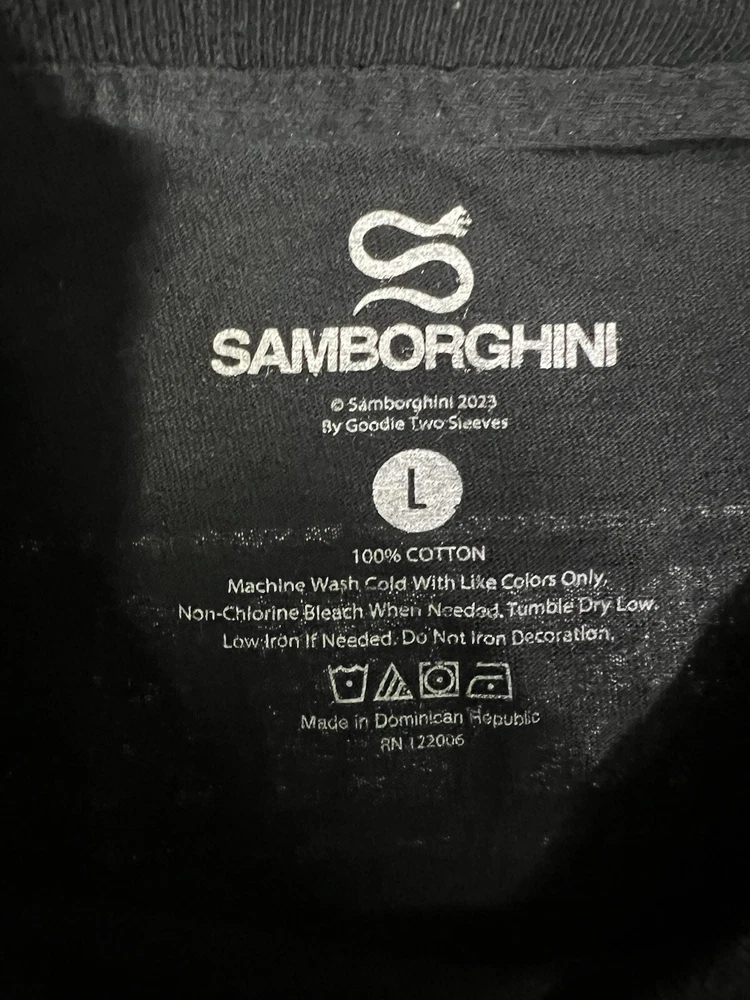 SAMBORGHINI
© Samborghini 2023
By Goodie Two Sleeves
L
100% COTTON
Machine Wash Cold With Like Colors Only,
Non-Chlorine Bleach When Needed. Tumble Dry Low.
Low Iron If Needed. Do Not Iron Decoration.
Made in Dominican Republic
RN 122006